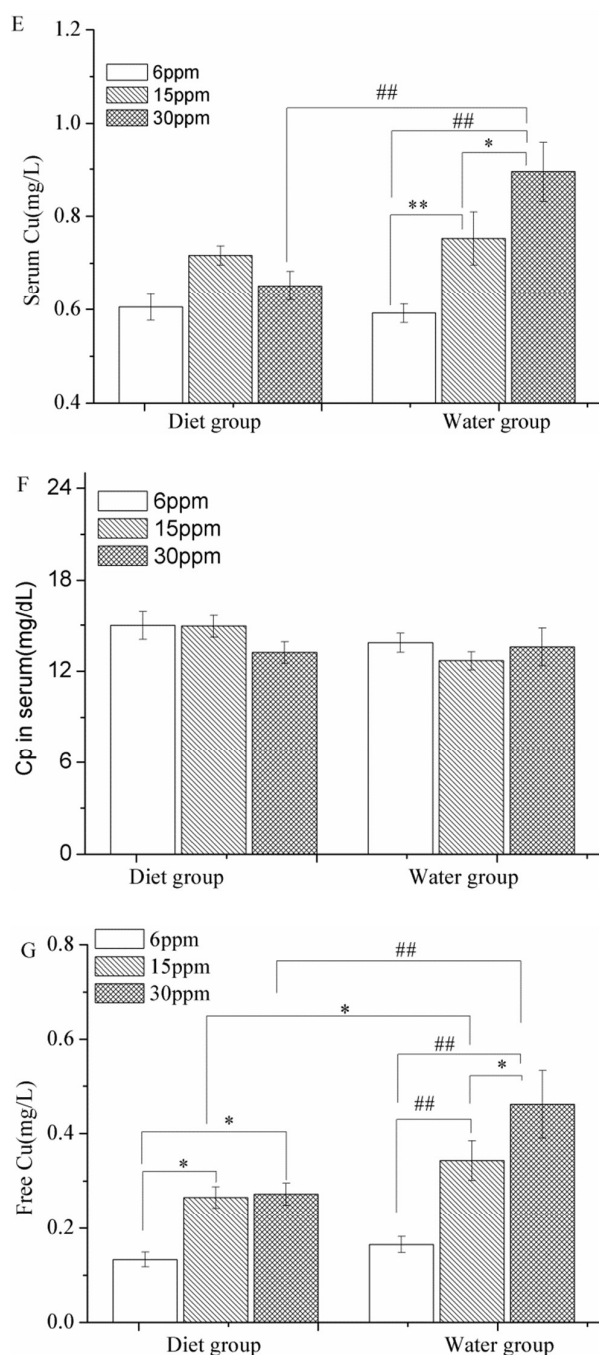 E
1.2
6ppm
15ppm
30ppm
##
1.0
##
*
**
0.8
Serum Cu(mg/L)
0.6
0.4
Diet group Water group
F
24
6ppm
15ppm
30ppm
18
Cp in serum(mg/dL)
12
6
0
Diet group Water group
G
0.8
6ppm
15ppm
30ppm
##
*
0.6
##
*
##
0.4
*
*
Free Cu(mg/L)
0.2
0.0
Diet group Water group